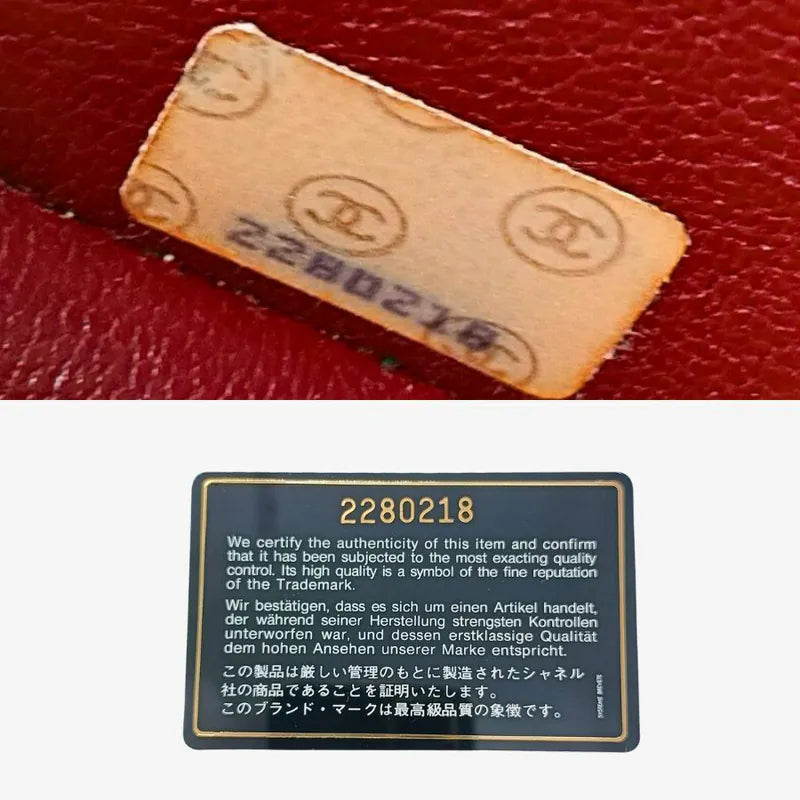 2280218
2280218
We certify the authenticity of this item and confirm
that it has been subjected to the most exacting quality
control. Its high quality is a symbol of the fine reputation
of the Trademark.
Wir bestätigen, dass es sich um einen Artikel handelt,
der während seiner Herstellung strengsten Kontrollen
unterworfen war, und dessen erstklassige Qualität
dem hohen Ansehen unserer Marke entspricht.
この製品は厳しい管理のもとに製造されたシャネル
社の商品であることを証明いたします。
このブランド・マークは最高級品質の象徴です。